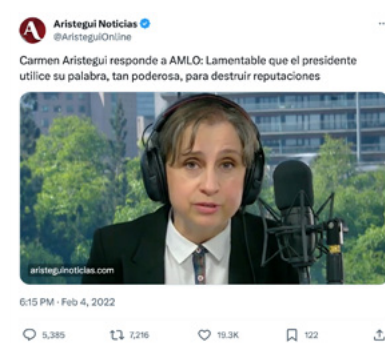 Aristegui Noticias
@AristeguiOnline
Carmen Aristegui responde a AMLO: Lamentable que el presidente
utilice su palabra, tan poderosa, para destruir reputaciones
aristeguinoticias.com
6:15 PM · Feb 4, 2022
5,385 7,216 19.3K 122